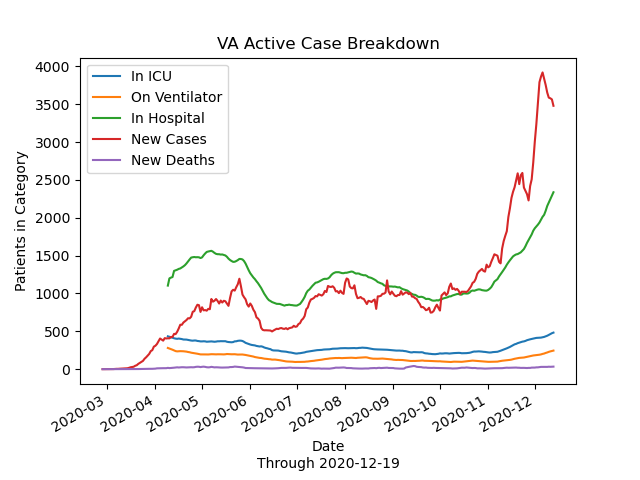 VA Active Case Breakdown
In ICU
On Ventilator
In Hospital
New Cases
New Deaths
Patients in Category
4000
3500
3000
2500
2000
1500
1000
500
0
2020-03
2020-04
2020-05
2020-06
2020-07
2020-08
2020-09
2020-10
2020-11
2020-12
Date
Through 2020-12-19